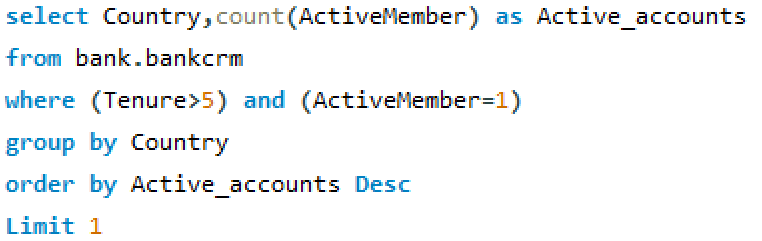 select Country,count(ActiveMember) as Active_accounts
from bank.bankcrm
where (Tenure>5) and (ActiveMember=1)
group by Country
order by Active_accounts Desc
Limit 1